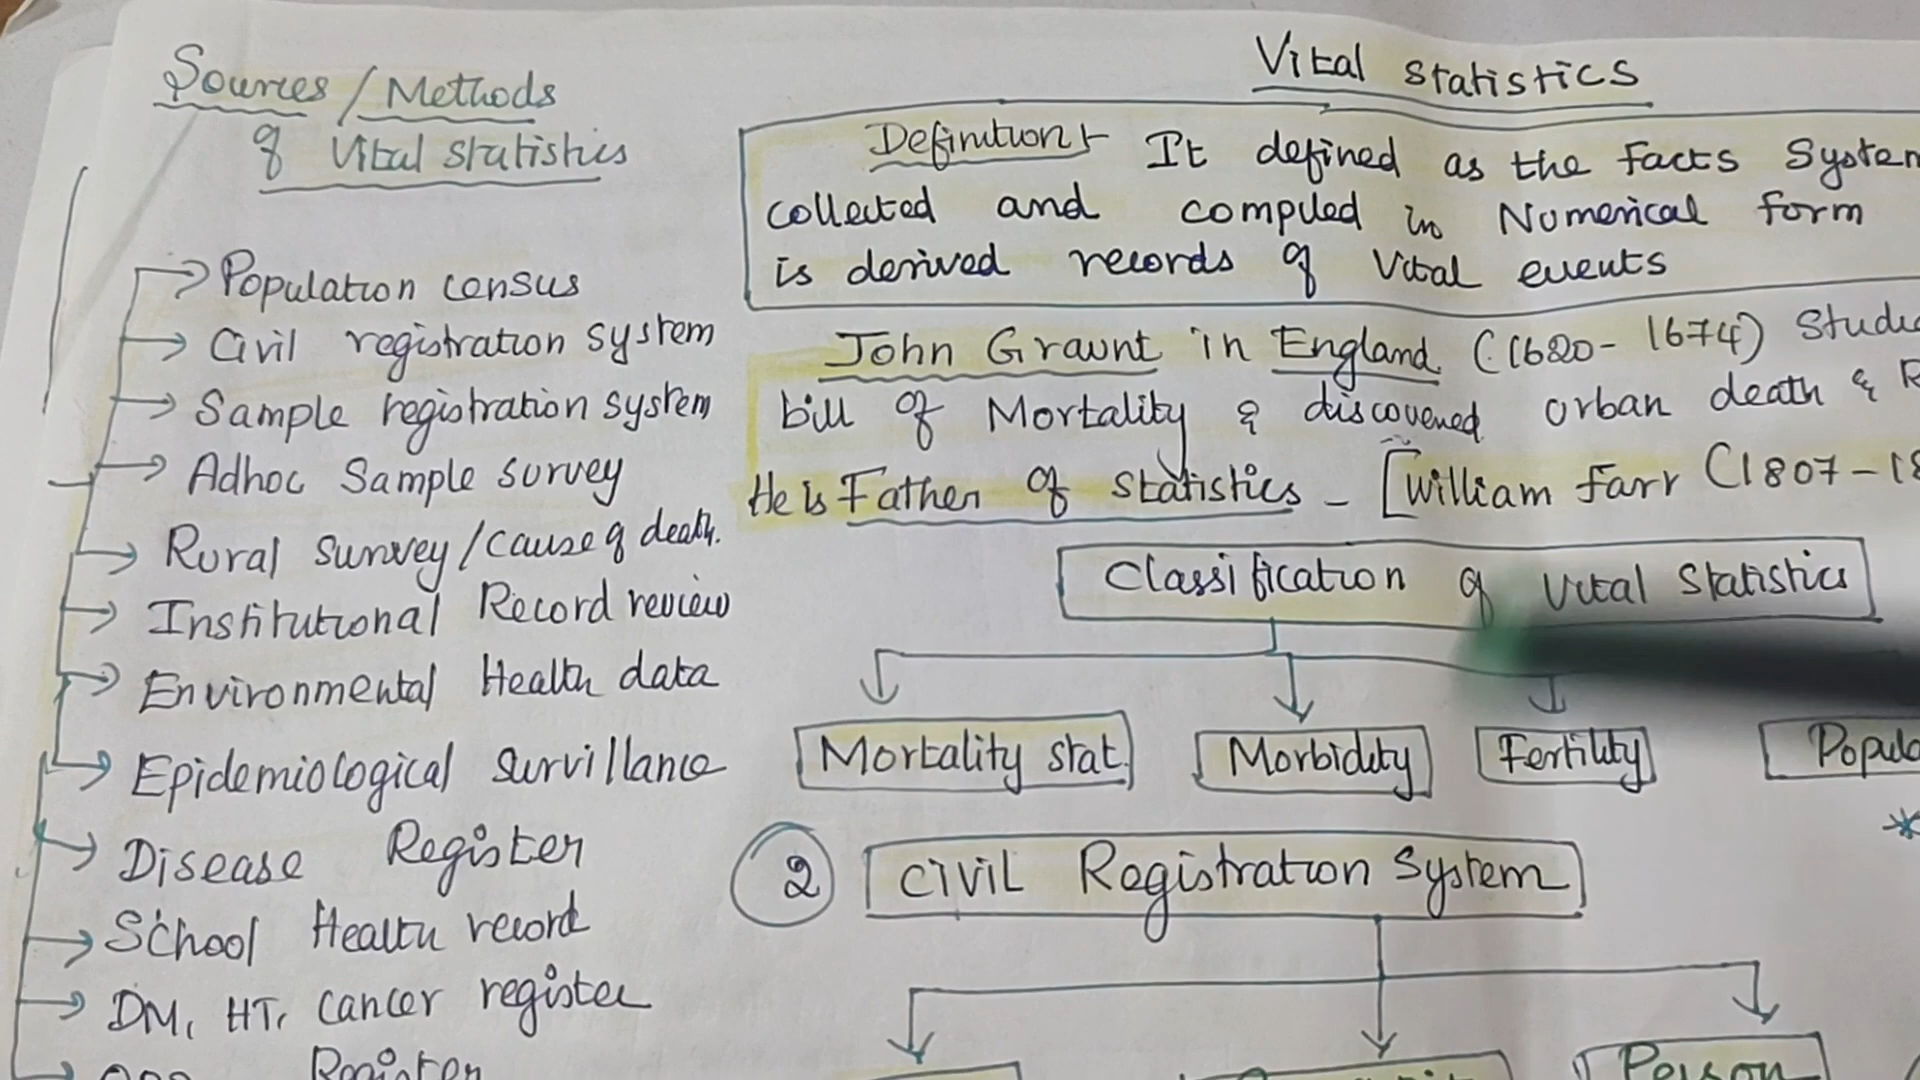 Sources / Methods
of Vital statistics
Population census
Civil registration system
Sample registration system
Adhoc Sample survey
Rural survey/cause of death.
Institutional Record review
Environmental Health data
Epidemiological survillance
Disease Register
School Health record
DM, HT, cancer register
Register
Vital statistics
Definition:- It defined as the Facts System
collected and compiled in Numerical form
is derived records of Vital events
John Graunt in England (1620-1674) Studie
bill of Mortality & discovered urban death & R
He is Father of Statistics - [William Farr (1807-18
Classification of Vital Statistics
Mortality stat.
Morbidity
Fertility
Popula
2 Civil Registration System
Person